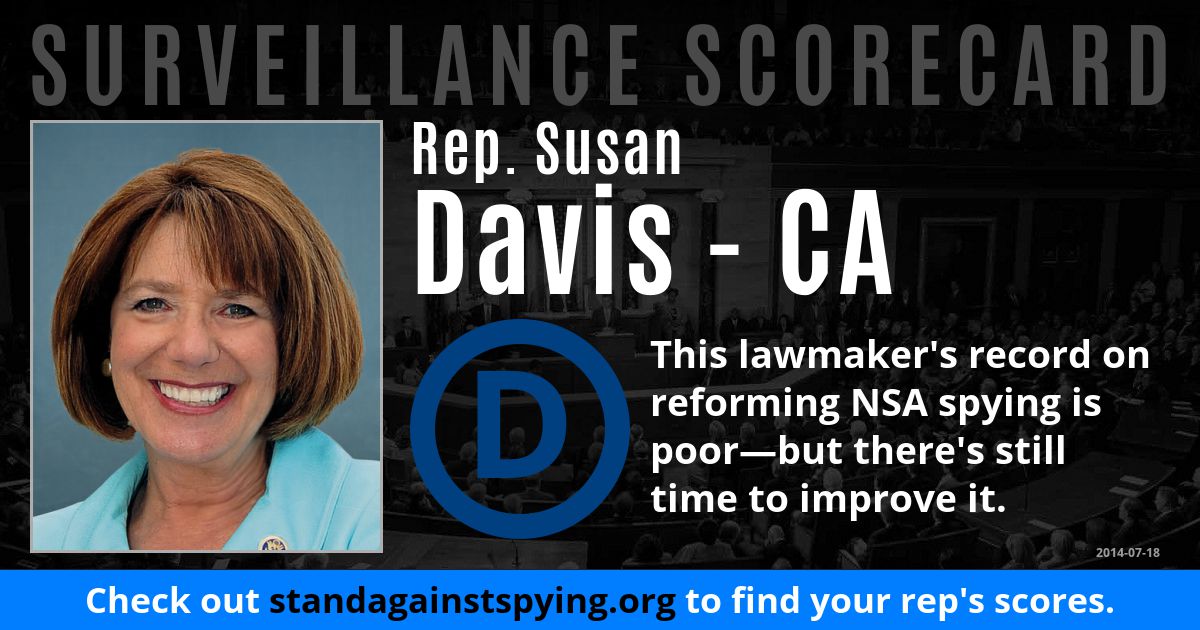 SURVEILLANCE SCORECARD
Rep. Susan
Davis - CA
D
This lawmaker's record on
reforming NSA spying is
poor—but there's still
time to improve it.
2014-07-18
Check out standagainstspying.org to find your rep's scores.